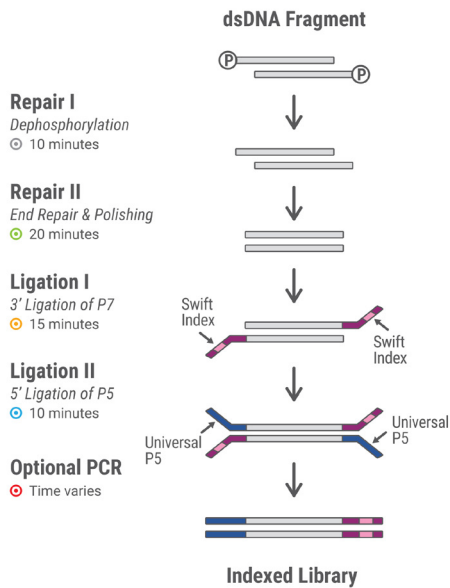 dsDNA Fragment
P
P
Repair I
Dephosphorylation
10 minutes
Repair II
End Repair & Polishing
20 minutes
Ligation I
3’ Ligation of P7
15 minutes
Swift
Index
Swift
Index
Ligation II
5’ Ligation of P5
10 minutes
Universal
P5
Universal
P5
Optional PCR
Time varies
Indexed Library